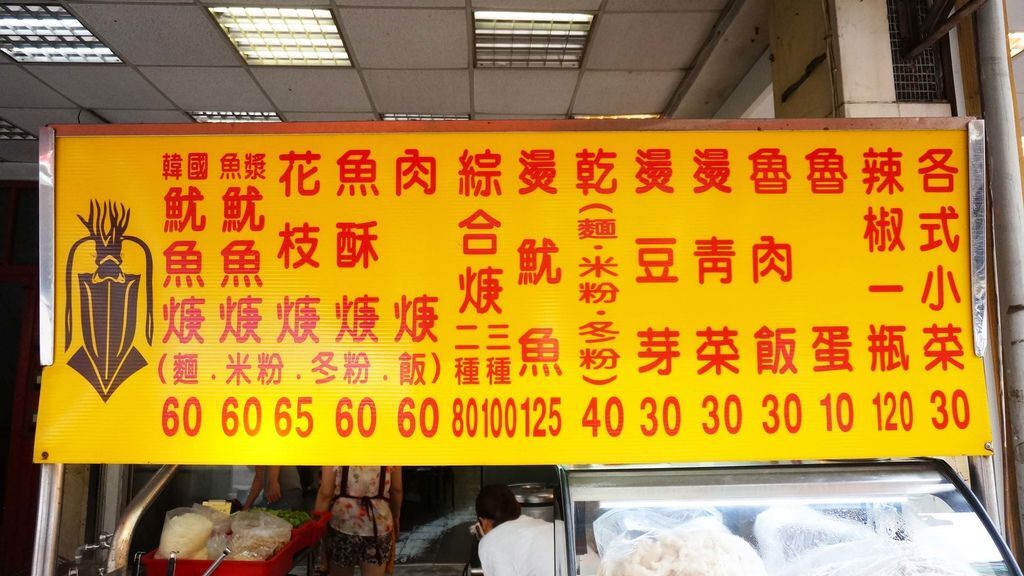 韓國魷魚焿
魚漿魷魚焿
花枝焿
魚酥焿
肉焿
(麵.米粉.冬粉.飯)
綜合焿
二種 三種
燙魷魚
乾(麵·米粉·冬粉)
燙豆芽
燙青菜
魯肉飯
魯蛋
辣椒一瓶
各式小菜
60 60 65 60 60 80 100 125 40 30 30 30 10 120 30